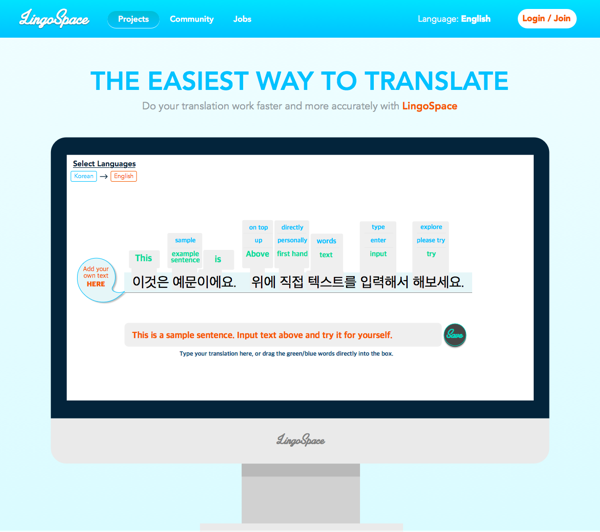 LingoSpace
Projects Community Jobs Language: English Login / Join
THE EASIEST WAY TO TRANSLATE
Do your translation work faster and more accurately with LingoSpace
Select Languages
Korean → English
on top directly type explore
sample up personally words enter please try
This example sentence is Above first hand text input try
Add your
own text
HERE
이것은 예문이에요. 위에 직접 텍스트를 입력해서 해보세요.
This is a sample sentence. Input text above and try it for yourself.
Save
Type your translation here, or drag the green/blue words directly into the box.
LingoSpace